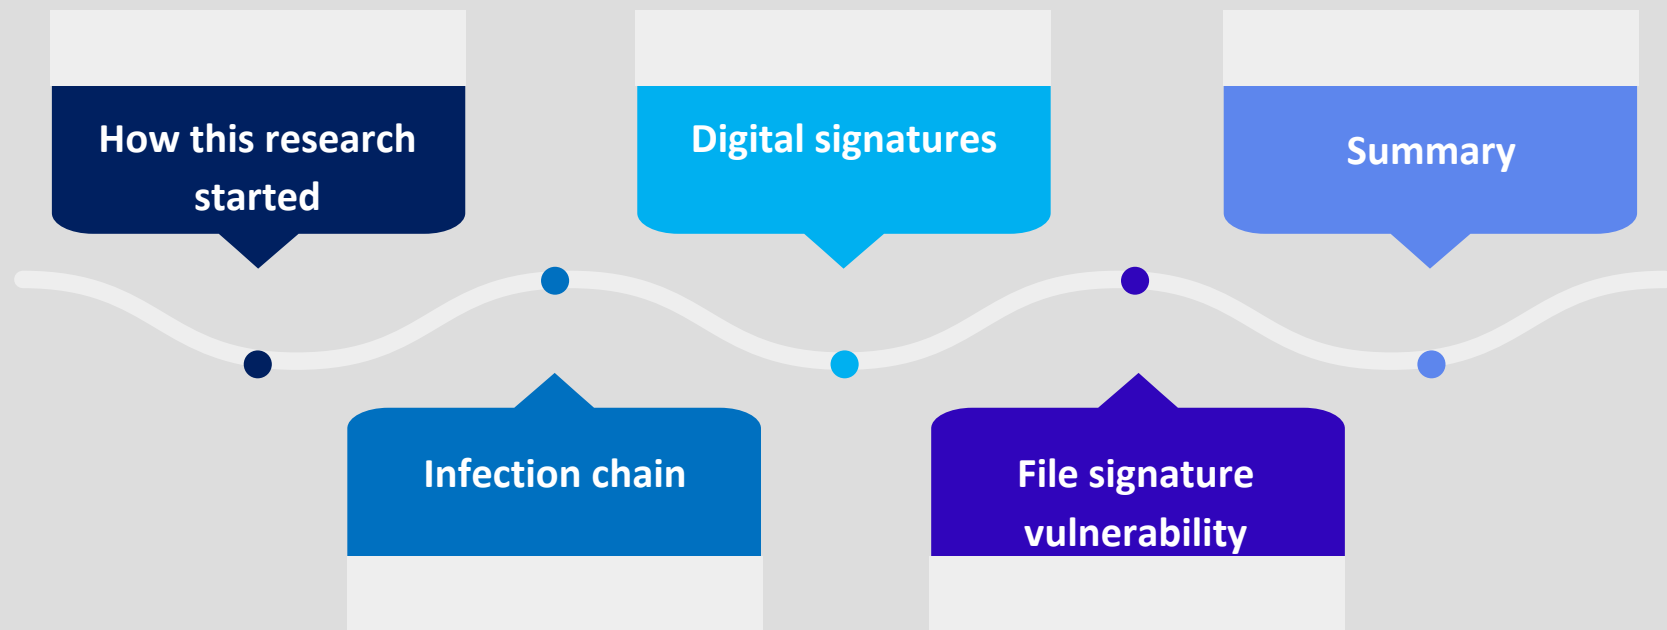 How this research
started
Infection chain
Digital signatures
File signature
vulnerability
Summary